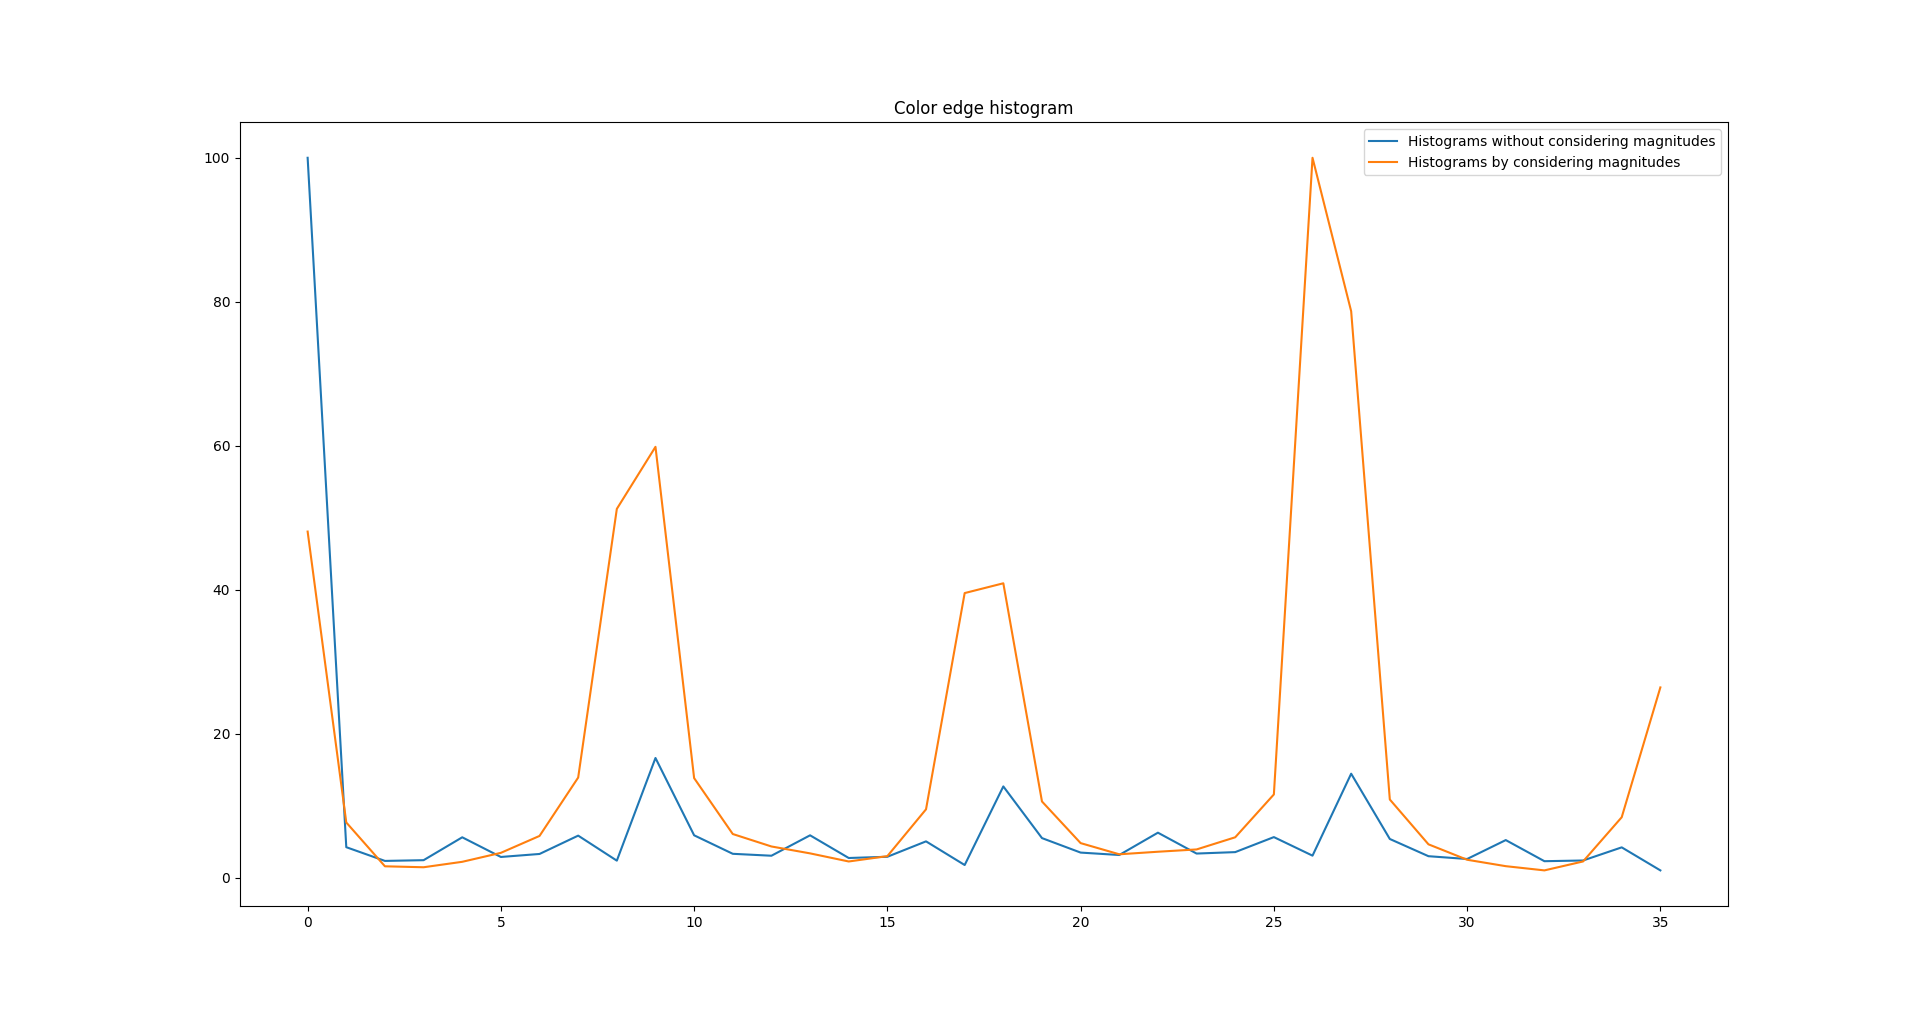 Color edge histogram
Histograms without considering magnitudes
Histograms by considering magnitudes
100
80
60
40
20
0
0 5 10 15 20 25 30 35